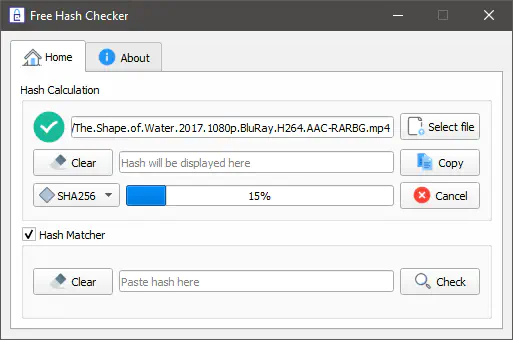 Free Hash Checker
Home
About
Hash Calculation
/The.Shape.of.Water.2017.1080p.BluRay.H264.AAC-RARBG.mp4
Select file
Clear
Hash will be displayed here
Copy
SHA256
15%
Cancel
Hash Matcher
Clear
Paste hash here
Check